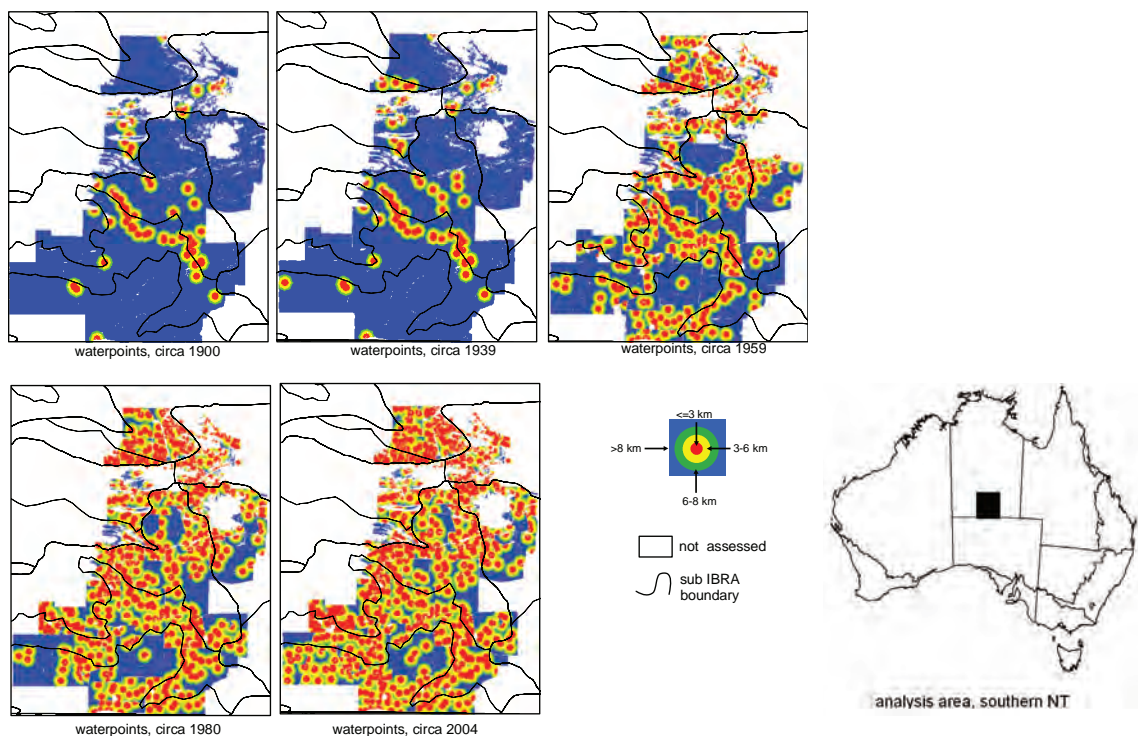 waterpoints, circa 1900
waterpoints, circa 1939
waterpoints, circa 1959
waterpoints, circa 1980
waterpoints, circa 2004
<=3 km
>8 km
3-6 km
6-8 km
not assessed
sub IBRA
boundary
analysis area, southern NT